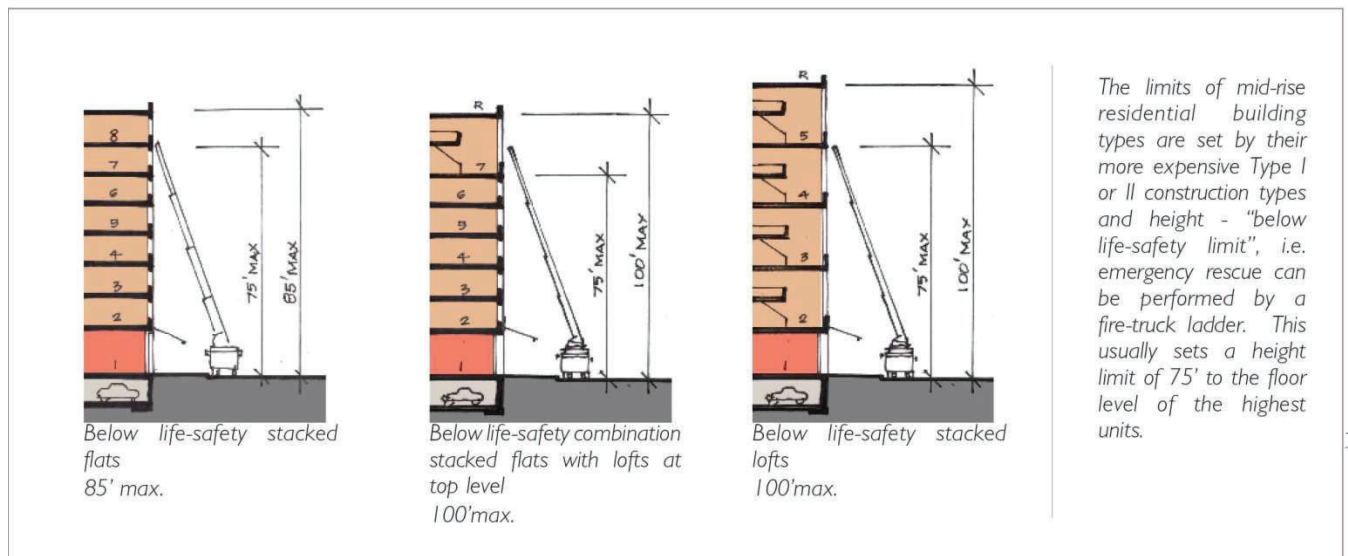 8
7
6
5
4
3
2
1
75' MAX
85' MAX
Below life-safety stacked
flats
85' max.
R
7
6
5
4
3
2
1
75' MAX
100' MAX
Below life-safety combination
stacked flats with lofts at
top level
100'max.
R
5
4
3
2
1
75' MAX
100' MAX
Below life-safety stacked
lofts
100'max.
The limits of mid-rise
residential building
types are set by their
more expensive Type I
or II construction types
and height - “below
life-safety limit”, i.e.
emergency rescue can
be performed by a
fire-truck ladder. This
usually sets a height
limit of 75’ to the floor
level of the highest
units.